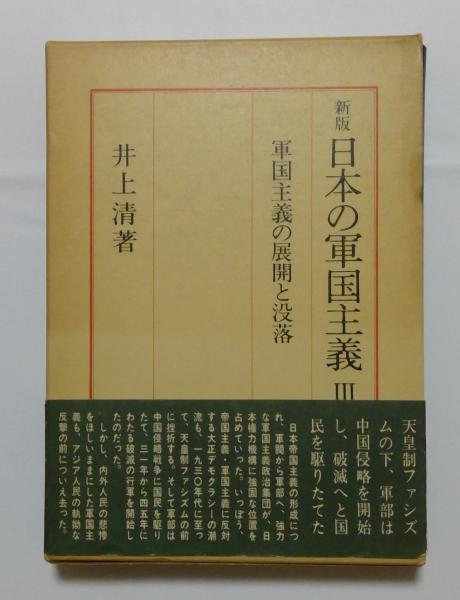 新版
日本の軍国主義 III
軍国主義の展開と没落
井上清著
天皇制ファシズ
ムの下、軍部は
中国侵略を開始
し、破滅へと国
民を駆りたてた
日本帝国主義の形成につ
れ、軍閥から軍部へ、強力
な軍国主義政治集団が、日
本権力機構に強固な位置を
占めていった。いっぽう、
帝国主義・軍国主義に反対
する大正デモクラシーの潮
流も、一九三〇年代に至っ
て、天皇制ファシズムの前
に挫折する。そして軍部は
中国侵略戦争に国民を駆り
たて、三一年から四五年に
わたる破滅の行軍を開始し
たのだった。
しかし、内外人民の悲惨
をほしいままにした軍国主
義も、アジア人民の執拗な
反撃の前についえ去った。